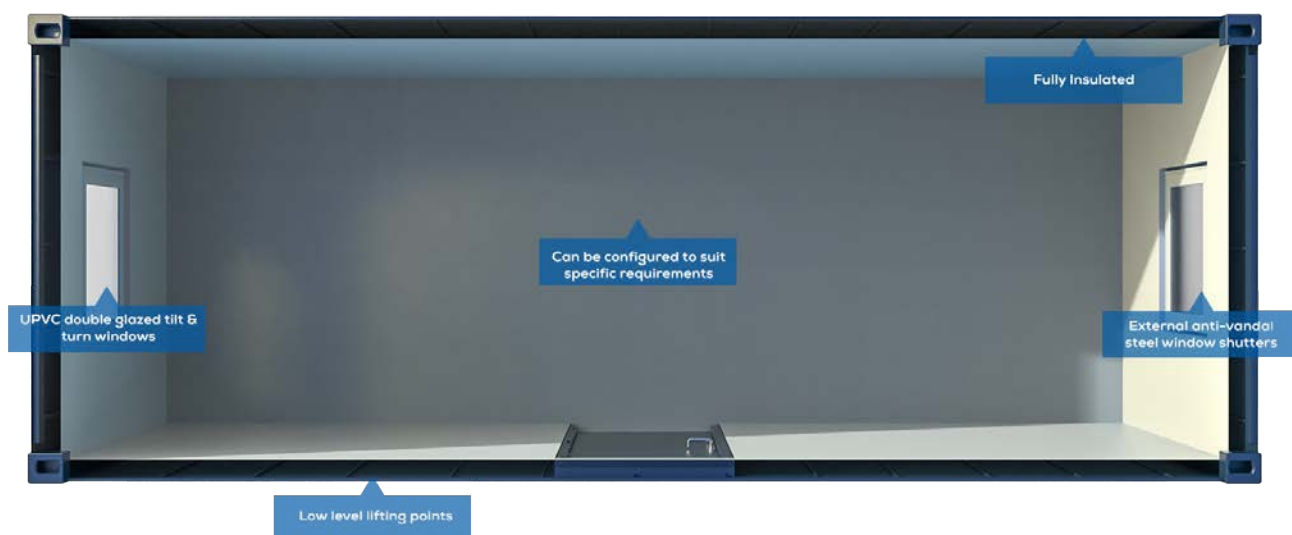 Fully Insulated
Can be configured to suit
specific requirements
UPVC double glazed tilt &
turn windows
External anti-vandal
steel window shutters
Low level lifting points